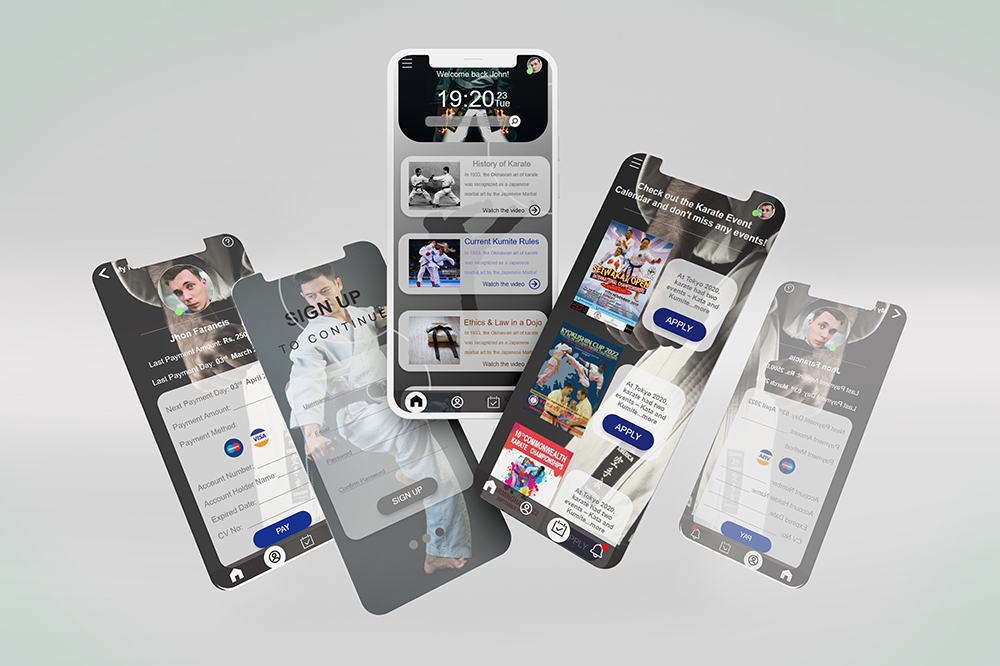 Welcome back John!
19:20
23
Tue
History of Karate
In 1933, the Okinawan art of karate
was recognized as a Japanese
martial art by the Japanese Martial
Watch the video
Current Kumite Rules
In 1933, the Okinawan art of karate
was recognized as a Japanese
martial art by the Japanese Martial
Watch the video
Ethics & Law in a Dojo
In 1933, the Okinawan art of karate
was recognized as a Japanese
martial art by the Japanese Martial
Watch the video
Check out the Karate Event
Calendar and don't miss any events!
SEIWAKAI OPEN
INTERNATIONAL CHAMPIONSHIPS
At Tokyo 2020,
karate had two
events – Kata and
Kumite...more
APPLY
KYOKUSHIN CUP 2022
At Tokyo 2020,
karate had two
events – Kata and
Kumite...more
APPLY
10th COMMONWEALTH
KARATE CHAMPIONSHIPS
At Tokyo 2020,
karate had two
events – Kata and
Kumite...more
APPLY
My
Jhon Farancis
Last Payment Amount: Rs. 250
Last Payment Day: 03rd March 2
Next Payment Day: 03rd April 2
Payment Amount:
Payment Method:
VISA
Account Number:
Account Holder Name:
Expired Date:
CV No:
PAY
SIGN UP
TO CONTINUE
Username
Password
Confirm Password
SIGN UP
My
Jhon Farancis
Last Payment Amount: Rs. 2500.
Last Payment Day: 03rd March 2
03rd April 2022
Payment Amount
Payment Method
VISA
Account Number
Account Holder Name
Expired Date
CV No:
PAY